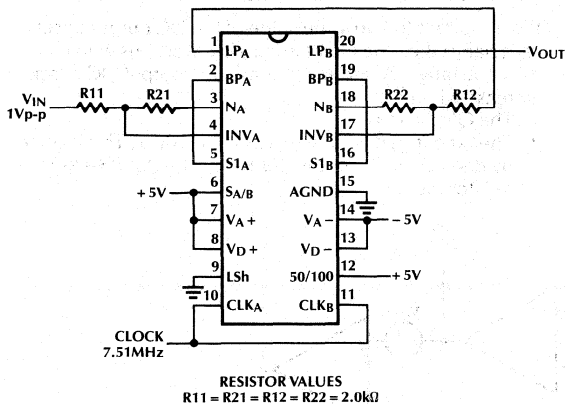 1 LPA LPB 20 VOUT
2 BPA BPB 19
VIN R11 R21 3 NA NB 18 R22 R12
1Vp-p 4 INVA INVB 17
5 S1A S1B 16
+5V 6 SA/B AGND 15
7 VA+ VA− 14 −5V
8 VD+ VD− 13
9 LSh 50/100 12 +5V
10 CLKA CLKB 11
CLOCK
7.51MHz
RESISTOR VALUES
R11 = R21 = R12 = R22 = 2.0kΩ